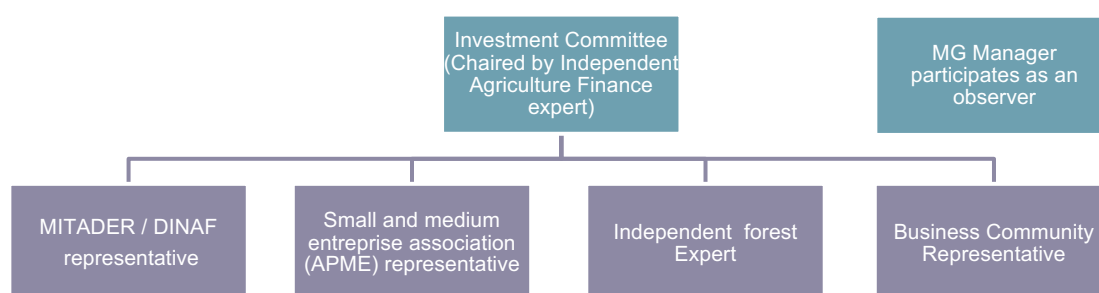 Investment Committee
(Chaired by Independent
Agriculture Finance
expert)
MG Manager
participates as an
observer
MITADER / DINAF
representative
Small and medium
entreprise association
(APME) representative
Independent forest
Expert
Business Community
Representative